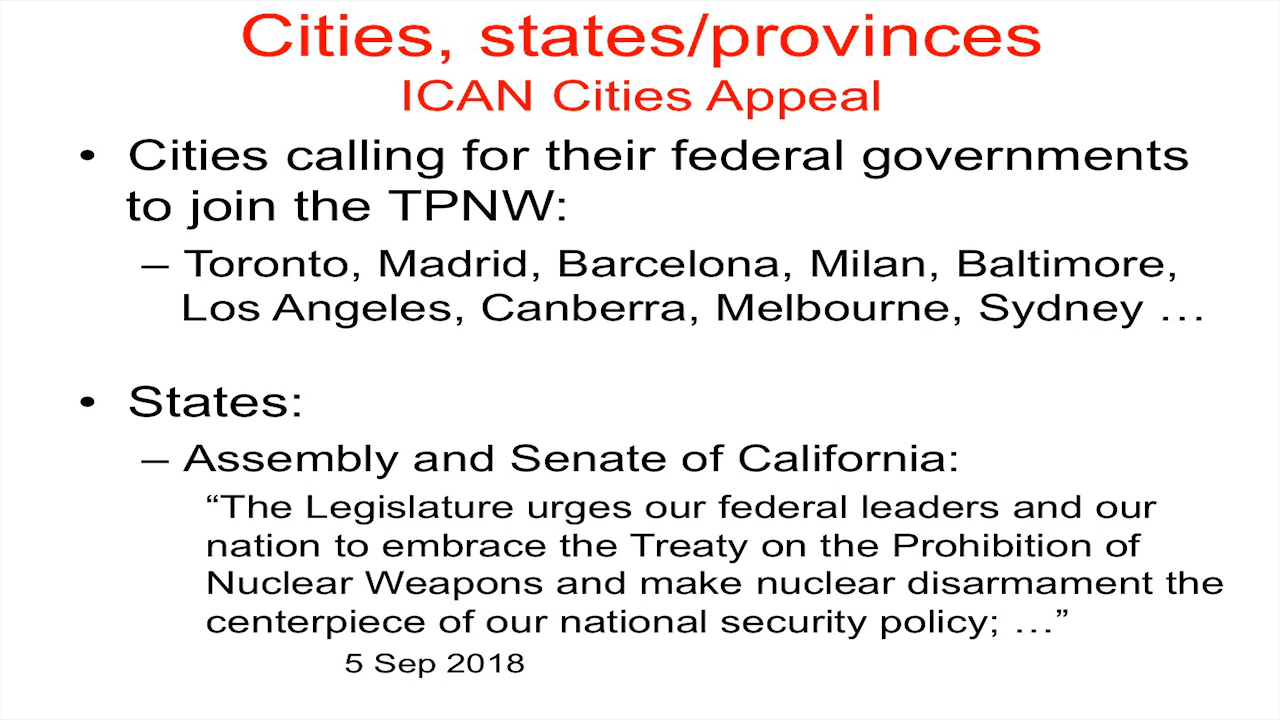 Cities, states/provinces
ICAN Cities Appeal
• Cities calling for their federal governments
to join the TPNW:
– Toronto, Madrid, Barcelona, Milan, Baltimore,
Los Angeles, Canberra, Melbourne, Sydney …
• States:
– Assembly and Senate of California:
“The Legislature urges our federal leaders and our
nation to embrace the Treaty on the Prohibition of
Nuclear Weapons and make nuclear disarmament the
centerpiece of our national security policy; …”
5 Sep 2018